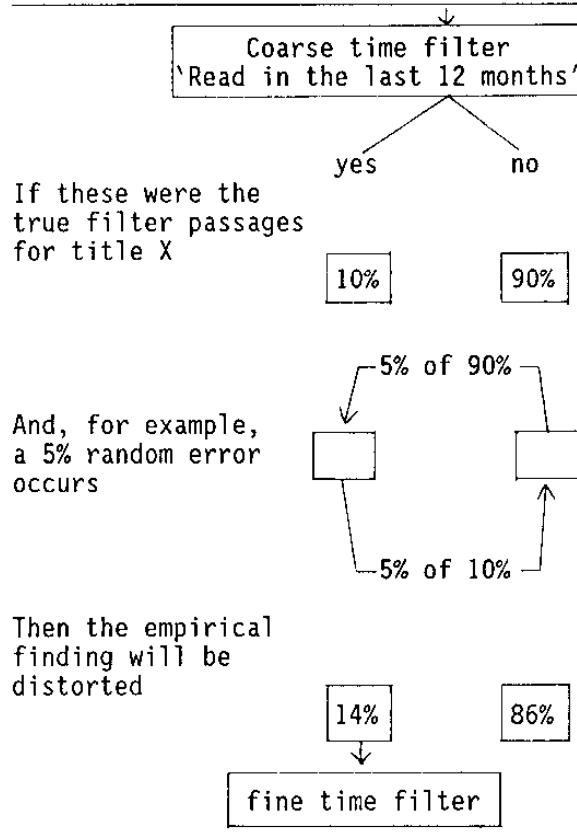 Coarse time filter
‘Read in the last 12 months’
yes no
If these were the
true filter passages
for title X
10% 90%
5% of 90%
And, for example,
a 5% random error
occurs
5% of 10%
Then the empirical
finding will be
distorted
14% 86%
fine time filter